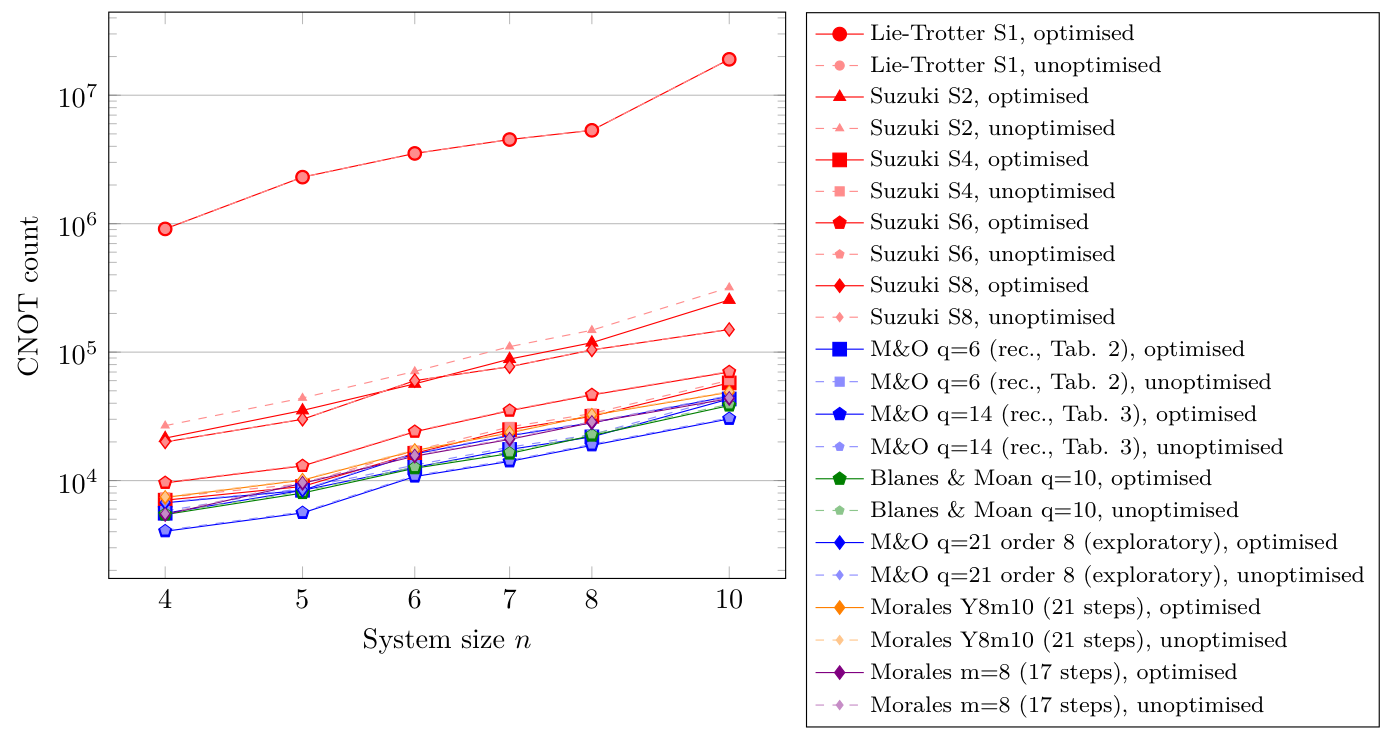 CNOT count
10^7
10^6
10^5
10^4
4 5 6 7 8 10
System size n
Lie-Trotter S1, optimised
Lie-Trotter S1, unoptimised
Suzuki S2, optimised
Suzuki S2, unoptimised
Suzuki S4, optimised
Suzuki S4, unoptimised
Suzuki S6, optimised
Suzuki S6, unoptimised
Suzuki S8, optimised
Suzuki S8, unoptimised
M&O q=6 (rec., Tab. 2), optimised
M&O q=6 (rec., Tab. 2), unoptimised
M&O q=14 (rec., Tab. 3), optimised
M&O q=14 (rec., Tab. 3), unoptimised
Blanes & Moan q=10, optimised
Blanes & Moan q=10, unoptimised
M&O q=21 order 8 (exploratory), optimised
M&O q=21 order 8 (exploratory), unoptimised
Morales Y8m10 (21 steps), optimised
Morales Y8m10 (21 steps), unoptimised
Morales m=8 (17 steps), optimised
Morales m=8 (17 steps), unoptimised